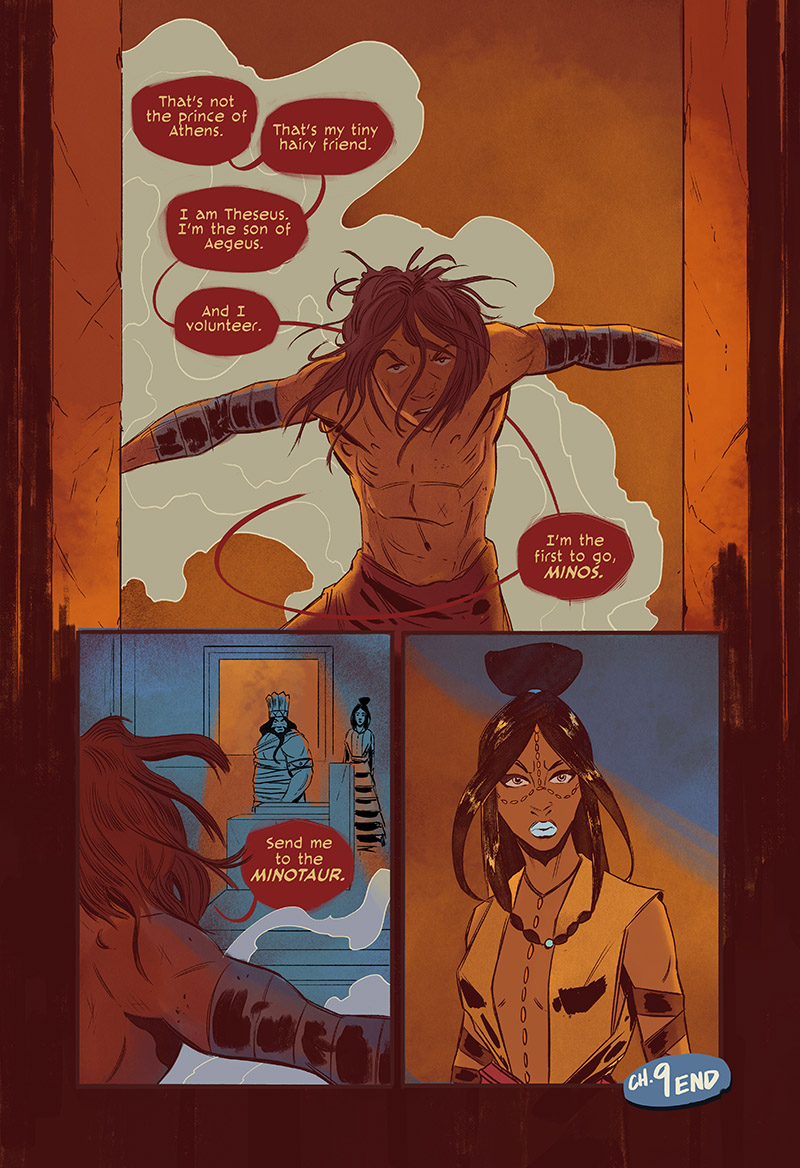 That's not
the prince of
Athens.
That's my tiny
hairy friend.
I am Theseus.
I'm the son of
Aegeus.
And I
volunteer.
I'm the
first to go,
MINOS.
Send me
to the
MINOTAUR.
CH. 9 END